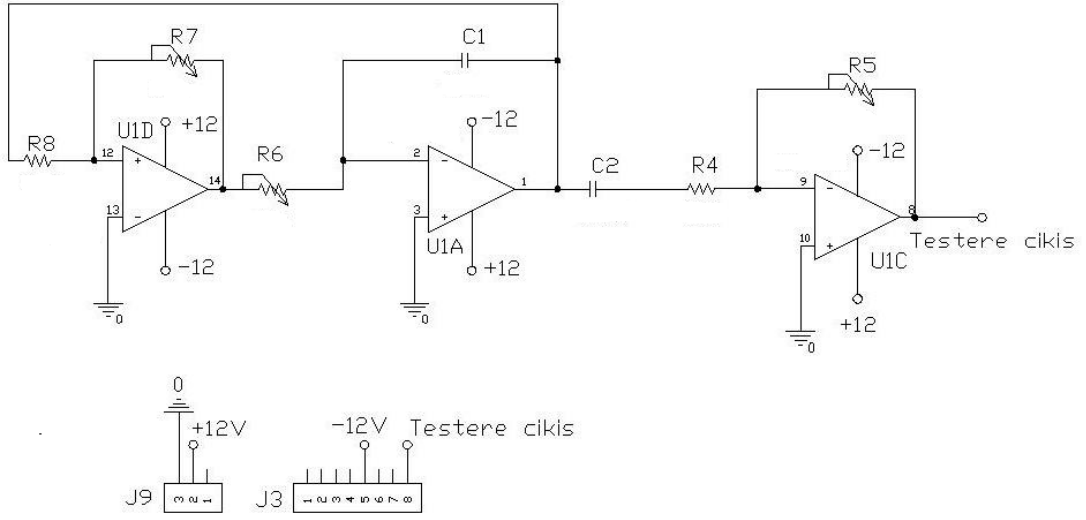 R7
C1
R5
R8
U1D
+12
12
+
13
-
14
-12
0
R6
-12
2
-
3
+
1
U1A
+12
0
C2
R4
-12
9
-
10
+
8
U1C
+12
0
Testere cikis
0
+12V
J9
3 2 1
-12V
Testere cikis
J3
1 2 3 4 5 6 7 8